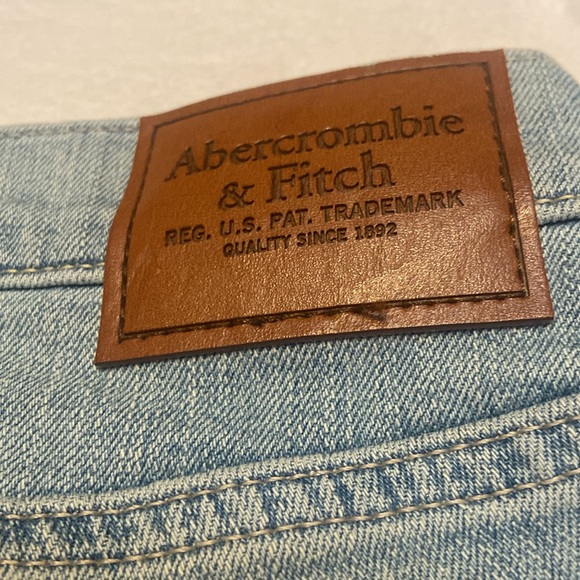 Abercrombie
& Fitch
REG. U.S. PAT. TRADEMARK
QUALITY SINCE 1892